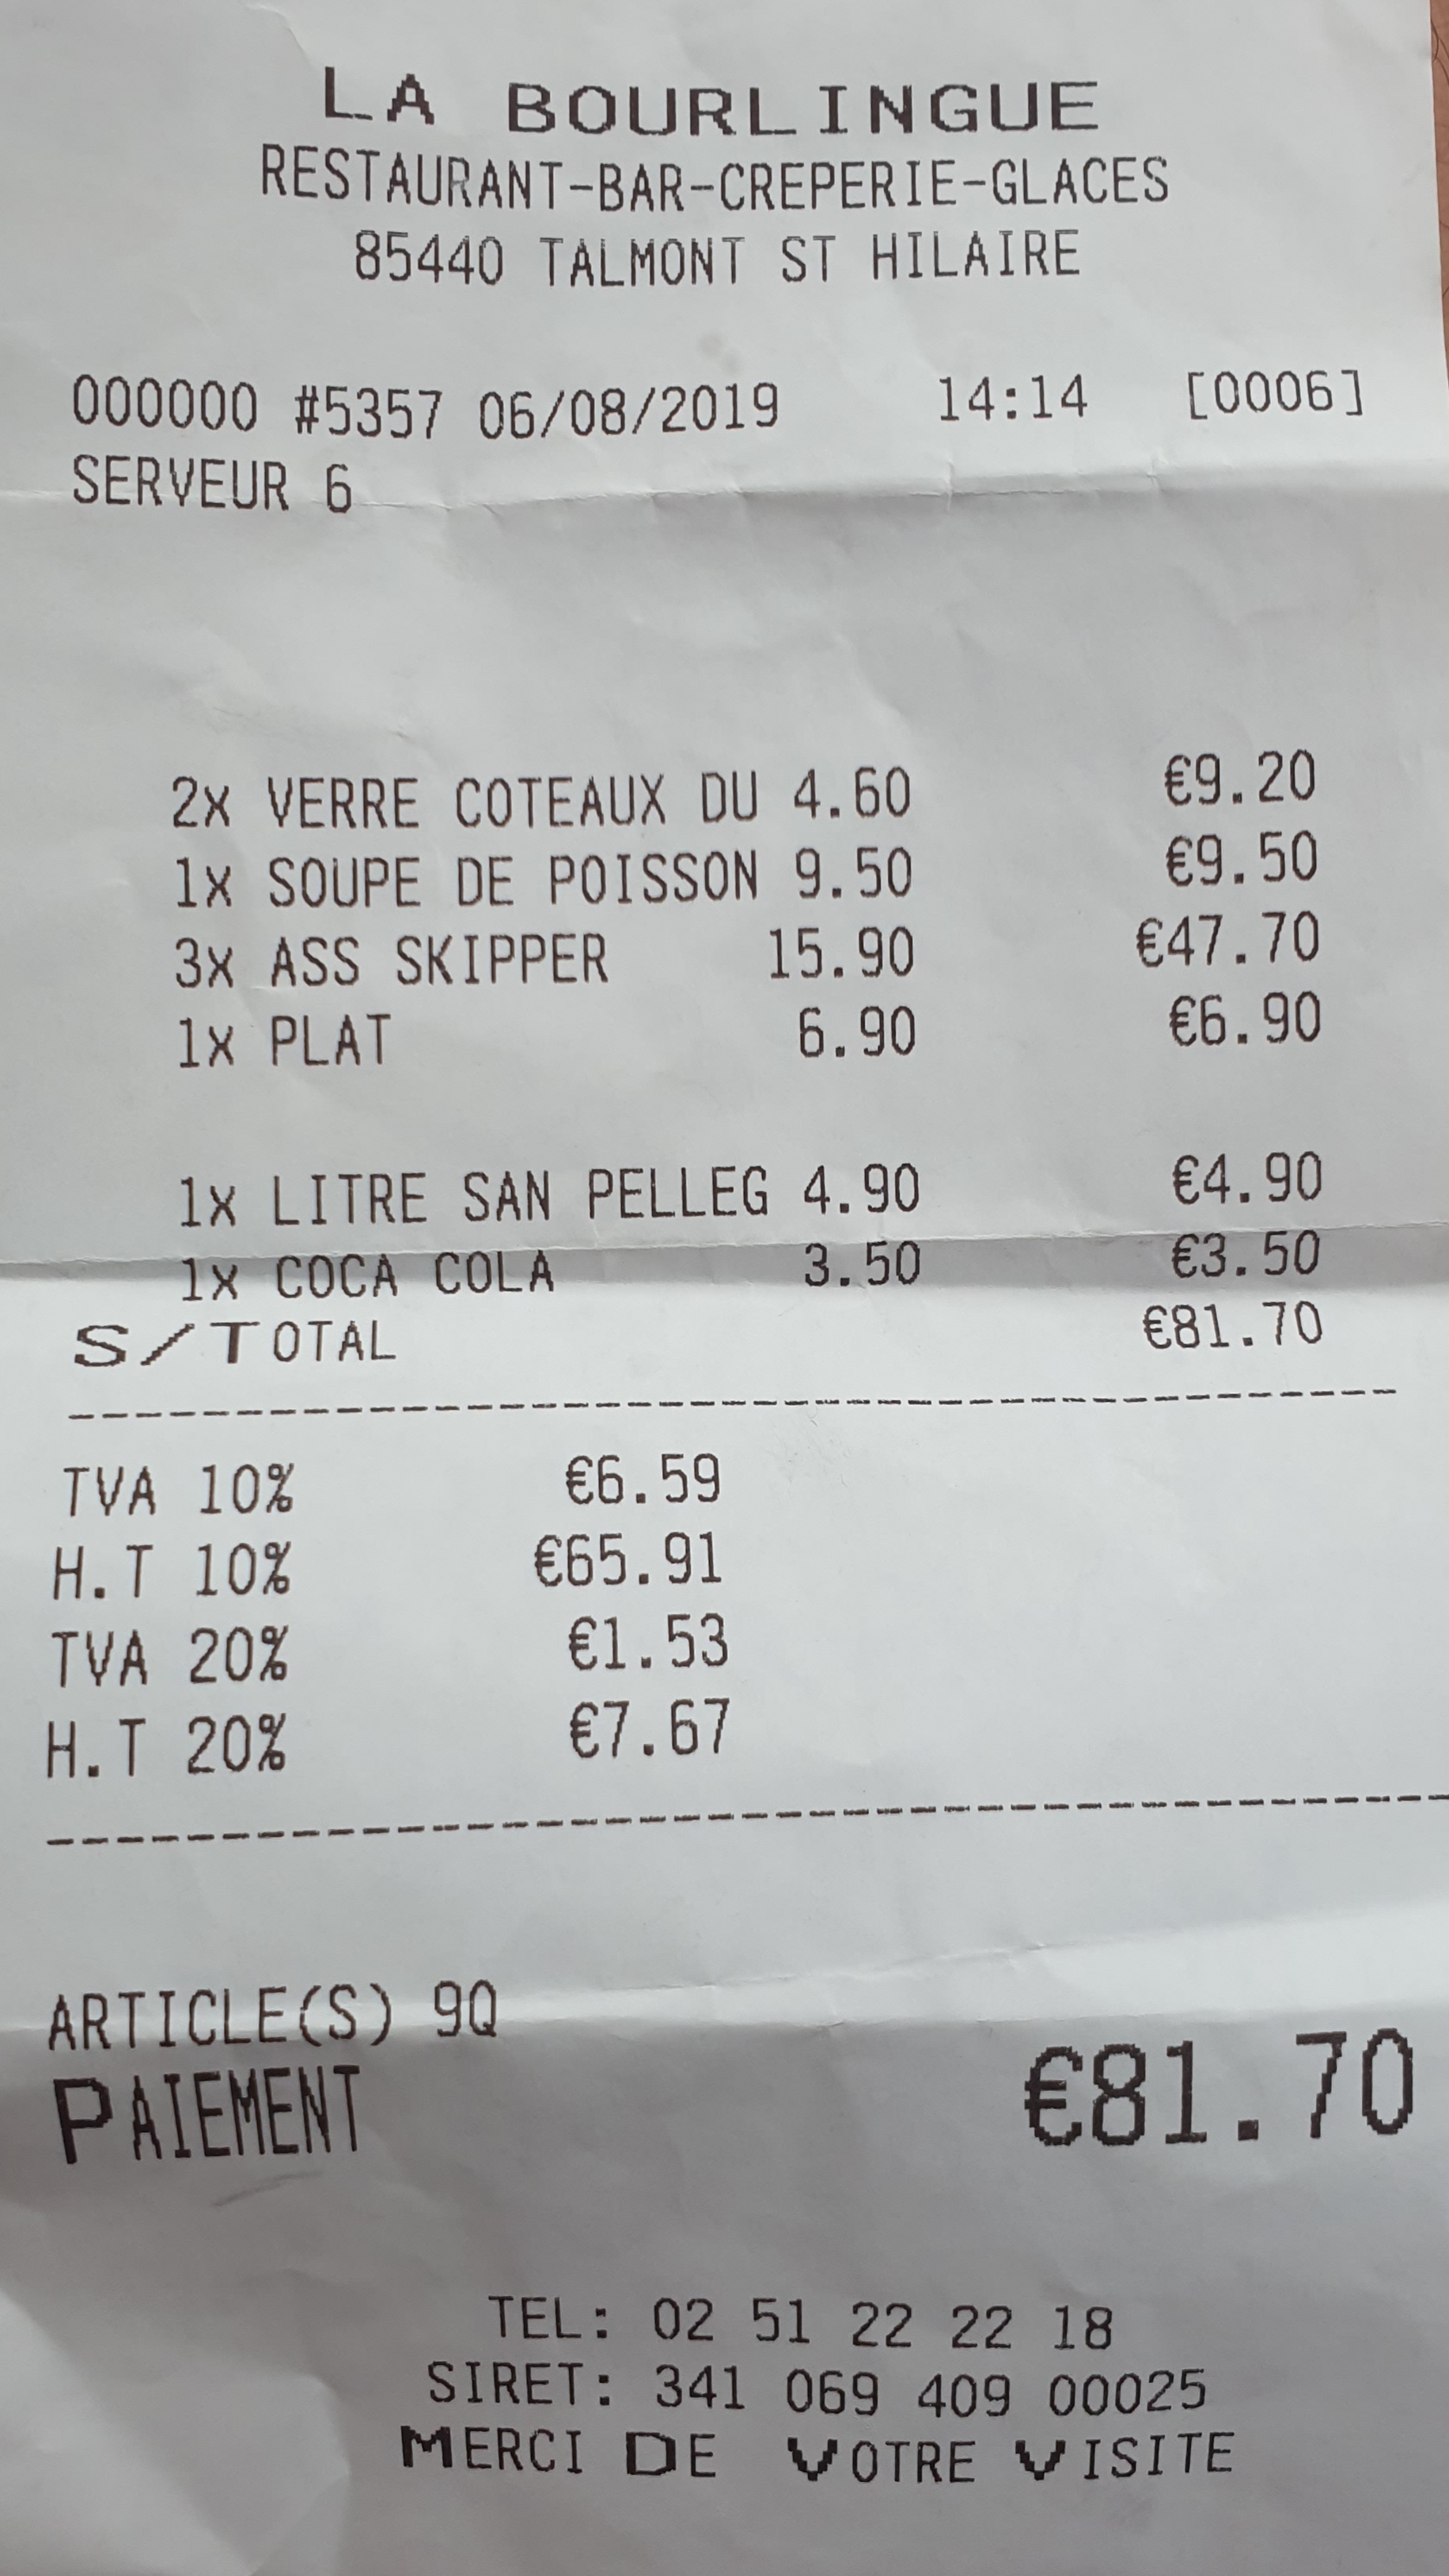 LA BOURLINGUE
RESTAURANT-BAR-CREPERIE-GLACES
85440 TALMONT ST HILAIRE
000000 #5357 06/08/2019 14:14 [0006]
SERVEUR 6
2x VERRE COTEAUX DU 4.60 €9.20
1x SOUPE DE POISSON 9.50 €9.50
3x ASS SKIPPER 15.90 €47.70
1x PLAT 6.90 €6.90
1x LITRE SAN PELLEG 4.90 €4.90
1x COCA COLA 3.50 €3.50
S/TOTAL €81.70
TVA 10% €6.59
H.T 10% €65.91
TVA 20% €1.53
H.T 20% €7.67
ARTICLE(S) 9Q
PAIEMENT €81.70
TEL: 02 51 22 22 18
SIRET: 341 069 409 00025
MERCI DE VOTRE VISITE